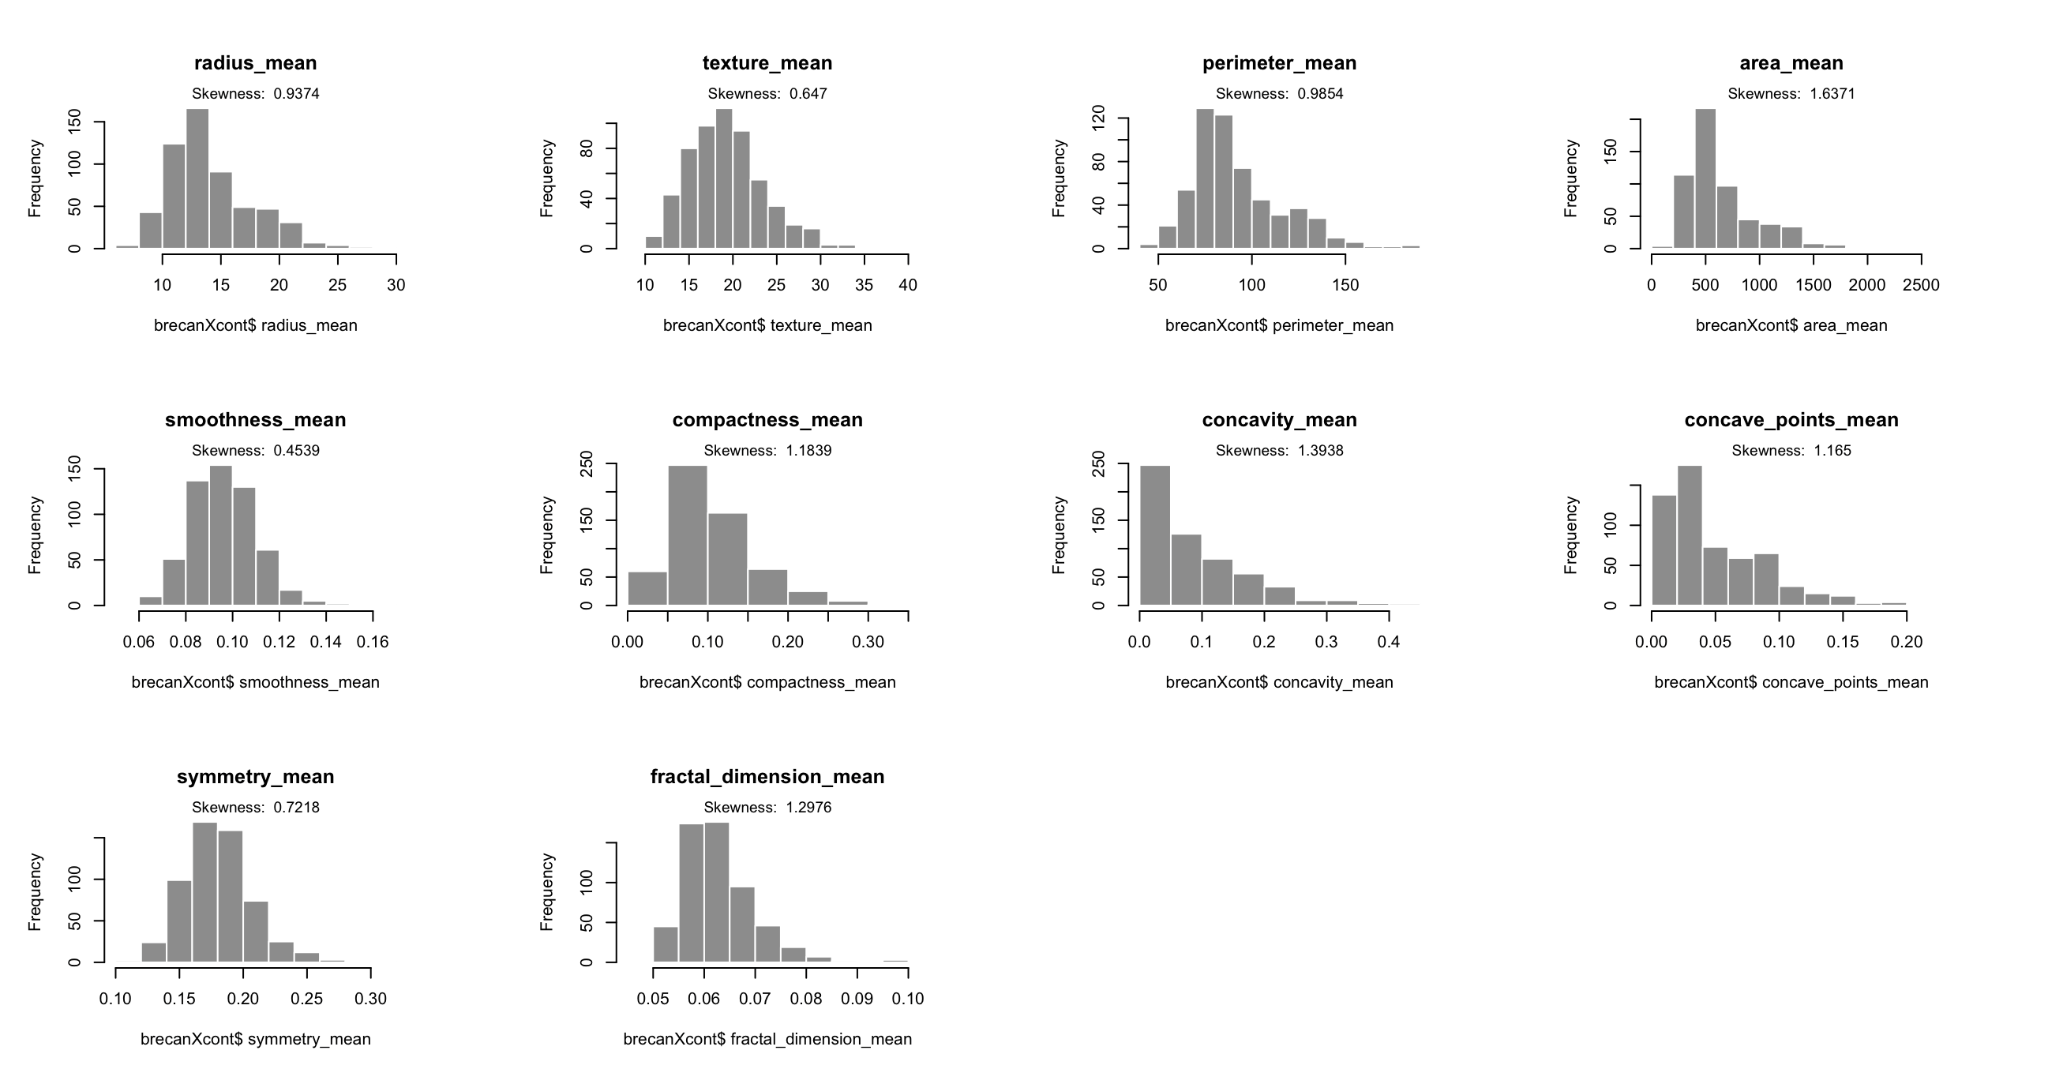 radius_mean
Skewness:  0.9374
Frequency
0 50 100 150
10 15 20 25 30
brecanXcont$ radius_mean
texture_mean
Skewness:  0.647
Frequency
0 40 80
10 15 20 25 30 35 40
brecanXcont$ texture_mean
perimeter_mean
Skewness:  0.9854
Frequency
0 40 80 120
50 100 150
brecanXcont$ perimeter_mean
area_mean
Skewness:  1.6371
Frequency
0 50 150
0 500 1000 1500 2000 2500
brecanXcont$ area_mean
smoothness_mean
Skewness:  0.4539
Frequency
0 50 100 150
0.06 0.08 0.10 0.12 0.14 0.16
brecanXcont$ smoothness_mean
compactness_mean
Skewness:  1.1839
Frequency
0 50 150 250
0.00 0.10 0.20 0.30
brecanXcont$ compactness_mean
concavity_mean
Skewness:  1.3938
Frequency
0 50 150 250
0.0 0.1 0.2 0.3 0.4
brecanXcont$ concavity_mean
concave_points_mean
Skewness:  1.165
Frequency
0 50 100
0.00 0.05 0.10 0.15 0.20
brecanXcont$ concave_points_mean
symmetry_mean
Skewness:  0.7218
Frequency
0 50 100
0.10 0.15 0.20 0.25 0.30
brecanXcont$ symmetry_mean
fractal_dimension_mean
Skewness:  1.2976
Frequency
0 50 100
0.05 0.06 0.07 0.08 0.09 0.10
brecanXcont$ fractal_dimension_mean